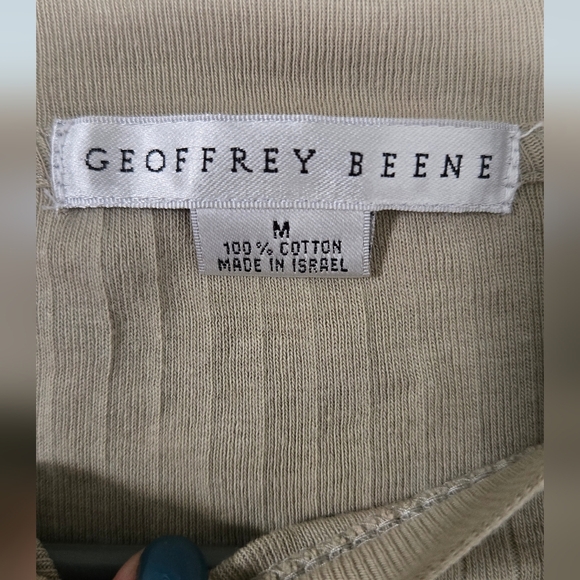 GEOFFREY BEENE
M
100% COTTON
MADE IN ISRAEL